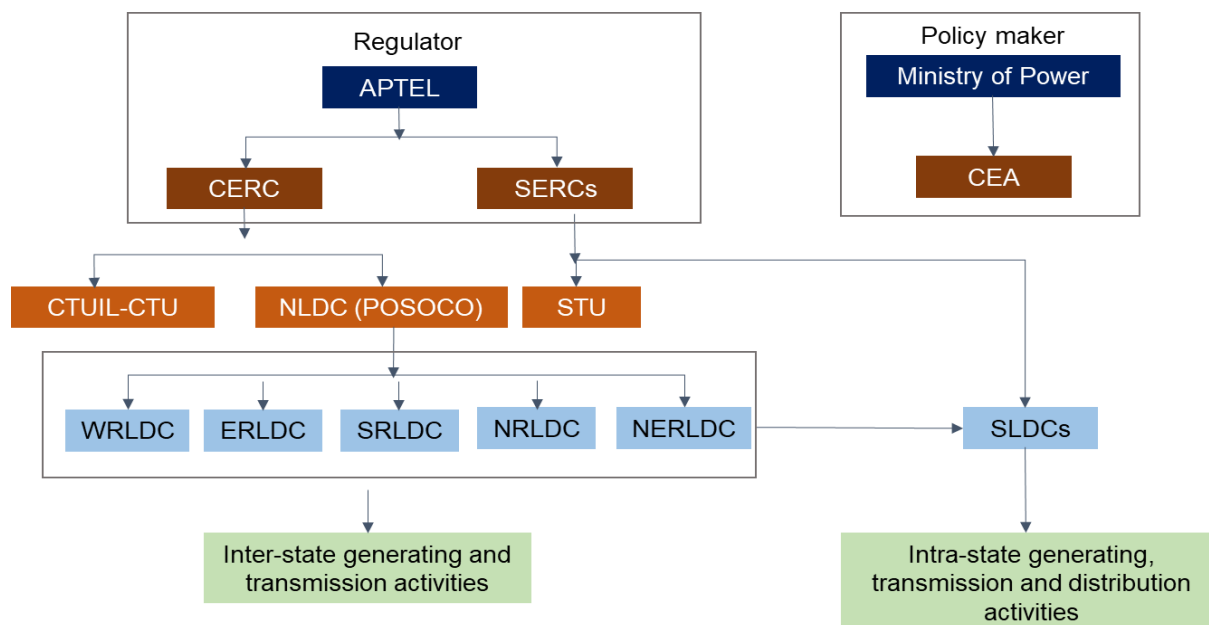 Regulator
APTEL
CERC
SERCs
Policy maker
Ministry of Power
CEA
CTUIL-CTU
NLDC (POSOCO)
STU
WRLDC
ERLDC
SRLDC
NRLDC
NERLDC
SLDCs
Inter-state generating and
transmission activities
Intra-state generating,
transmission and distribution
activities